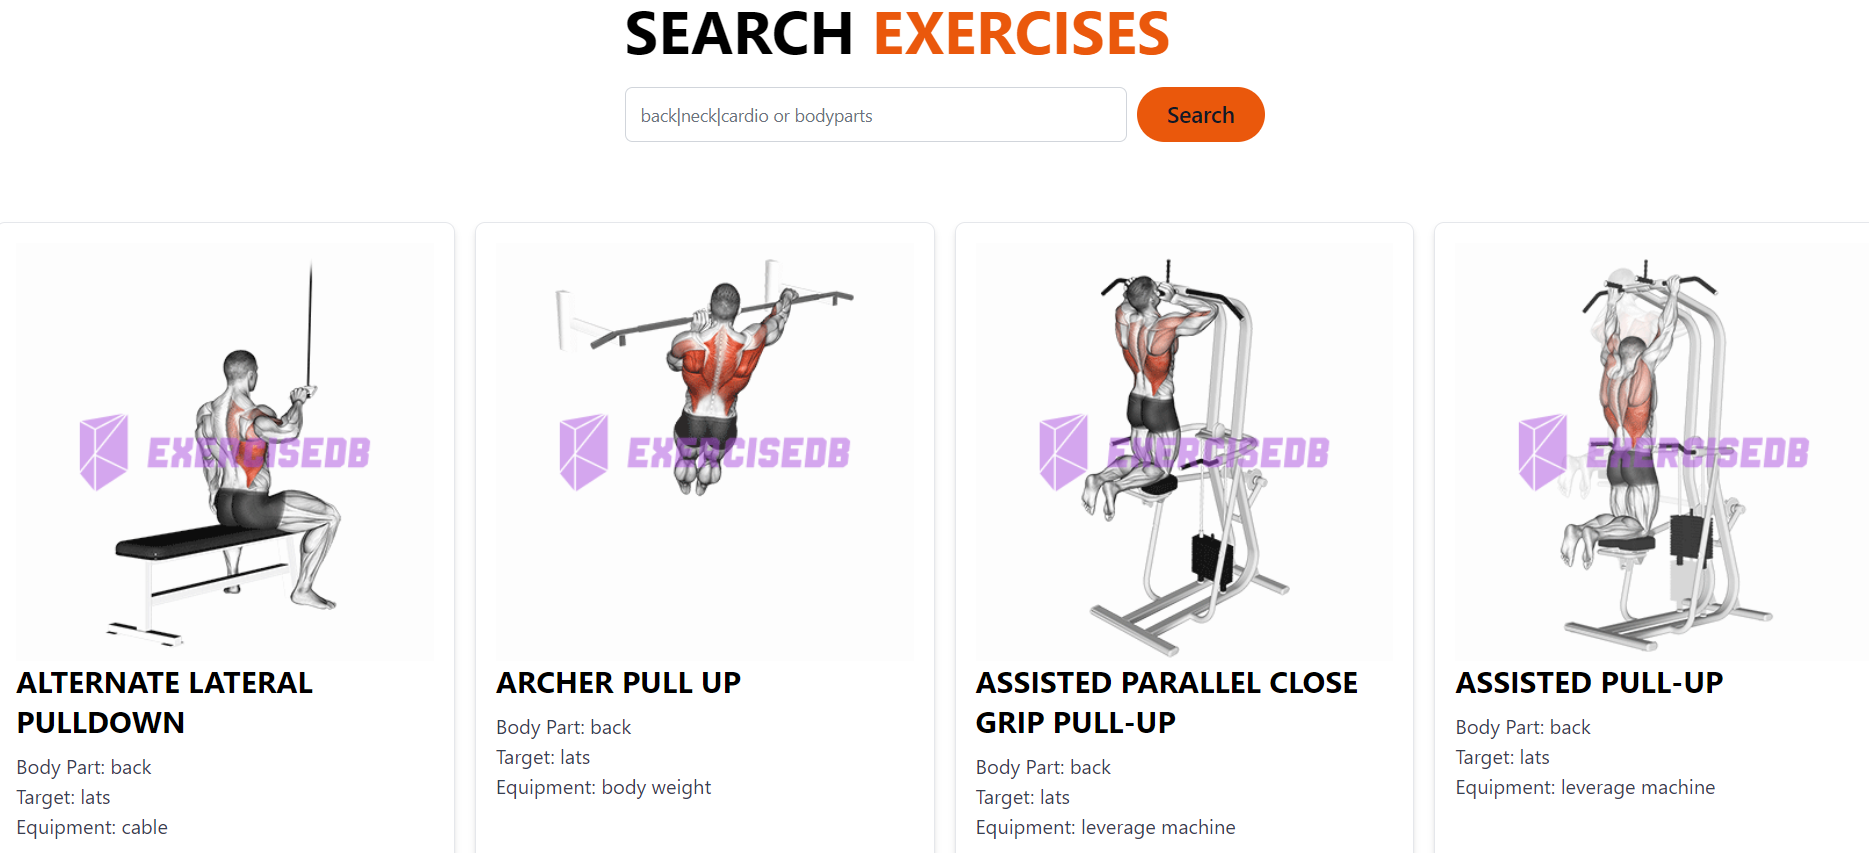 SEARCH EXERCISES
back|neck|cardio or bodyparts
Search
EXERCISEDB
ALTERNATE LATERAL
PULLDOWN
Body Part: back
Target: lats
Equipment: cable
EXERCISEDB
ARCHER PULL UP
Body Part: back
Target: lats
Equipment: body weight
EXERCISEDB
ASSISTED PARALLEL CLOSE
GRIP PULL-UP
Body Part: back
Target: lats
Equipment: leverage machine
EXERCISEDB
ASSISTED PULL-UP
Body Part: back
Target: lats
Equipment: leverage machine